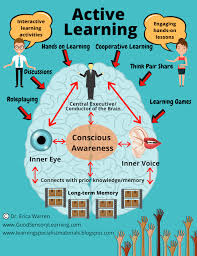 Active
Learning
Interactive
learning
activities
Engaging
hands-on
lessons
Hands on Learning
Cooperative Learning
Discussions
Think Pair Share
Roleplaying
Learning Games
Central Executive/
Conductor of the Brain
Conscious
Awareness
Inner Eye
Inner Voice
Connects with prior knowledge/memory
Long-term Memory
© Dr. Erica Warren
www.GoodSensoryLearning.com
www.learningspecialistmaterials.blogspot.com